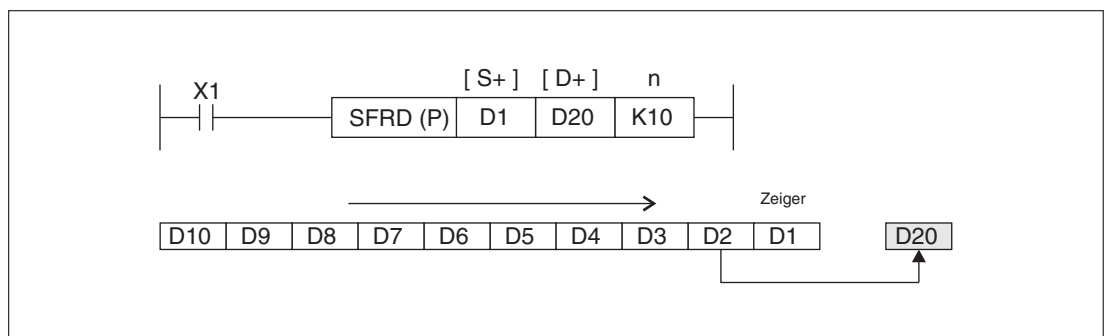 [ S+ ] [ D+ ] n
X1
SFRD (P) D1 D20 K10
Zeiger
D10 D9 D8 D7 D6 D5 D4 D3 D2 D1 D20